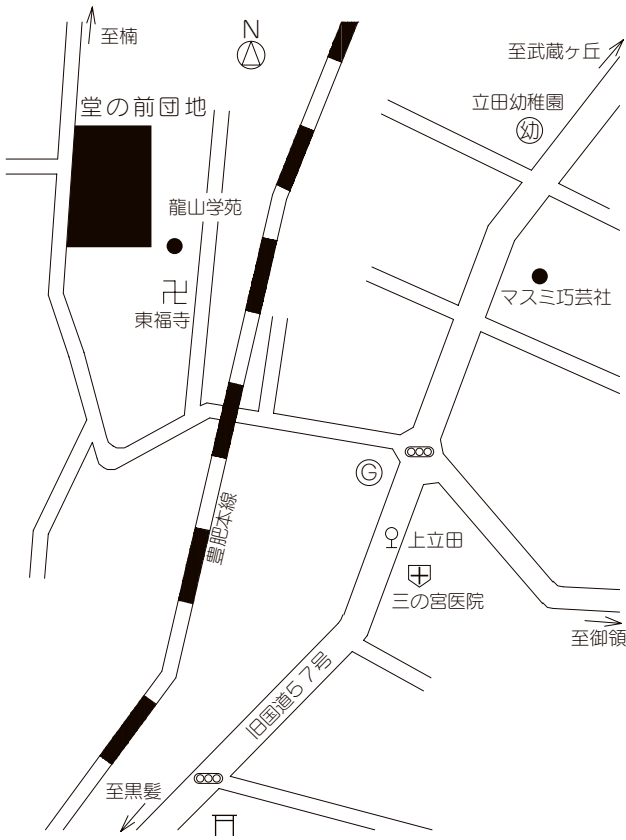 至楠
N
至武蔵ヶ丘
堂の前団地
立田幼稚園
幼
龍山学苑
マスミ巧芸社
卍
東福寺
G
豊肥本線
上立田
三の宮医院
至御領
旧国道57号
至黒髪